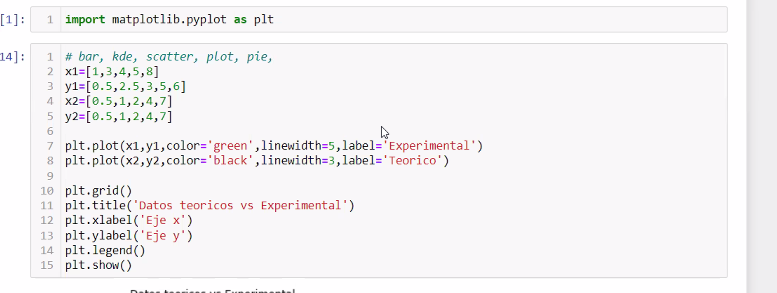 [1]: 1 import matplotlib.pyplot as plt
14]: 1 # bar, kde, scatter, plot, pie,
2 x1=[1,3,4,5,8]
3 y1=[0.5,2.5,3,5,6]
4 x2=[0.5,1,2,4,7]
5 y2=[0.5,1,2,4,7]
6
7 plt.plot(x1,y1,color='green',linewidth=5,label='Experimental')
8 plt.plot(x2,y2,color='black',linewidth=3,label='Teorico')
9
10 plt.grid()
11 plt.title('Datos teoricos vs Experimental')
12 plt.xlabel('Eje x')
13 plt.ylabel('Eje y')
14 plt.legend()
15 plt.show()
Datos teoricos vs Experimental